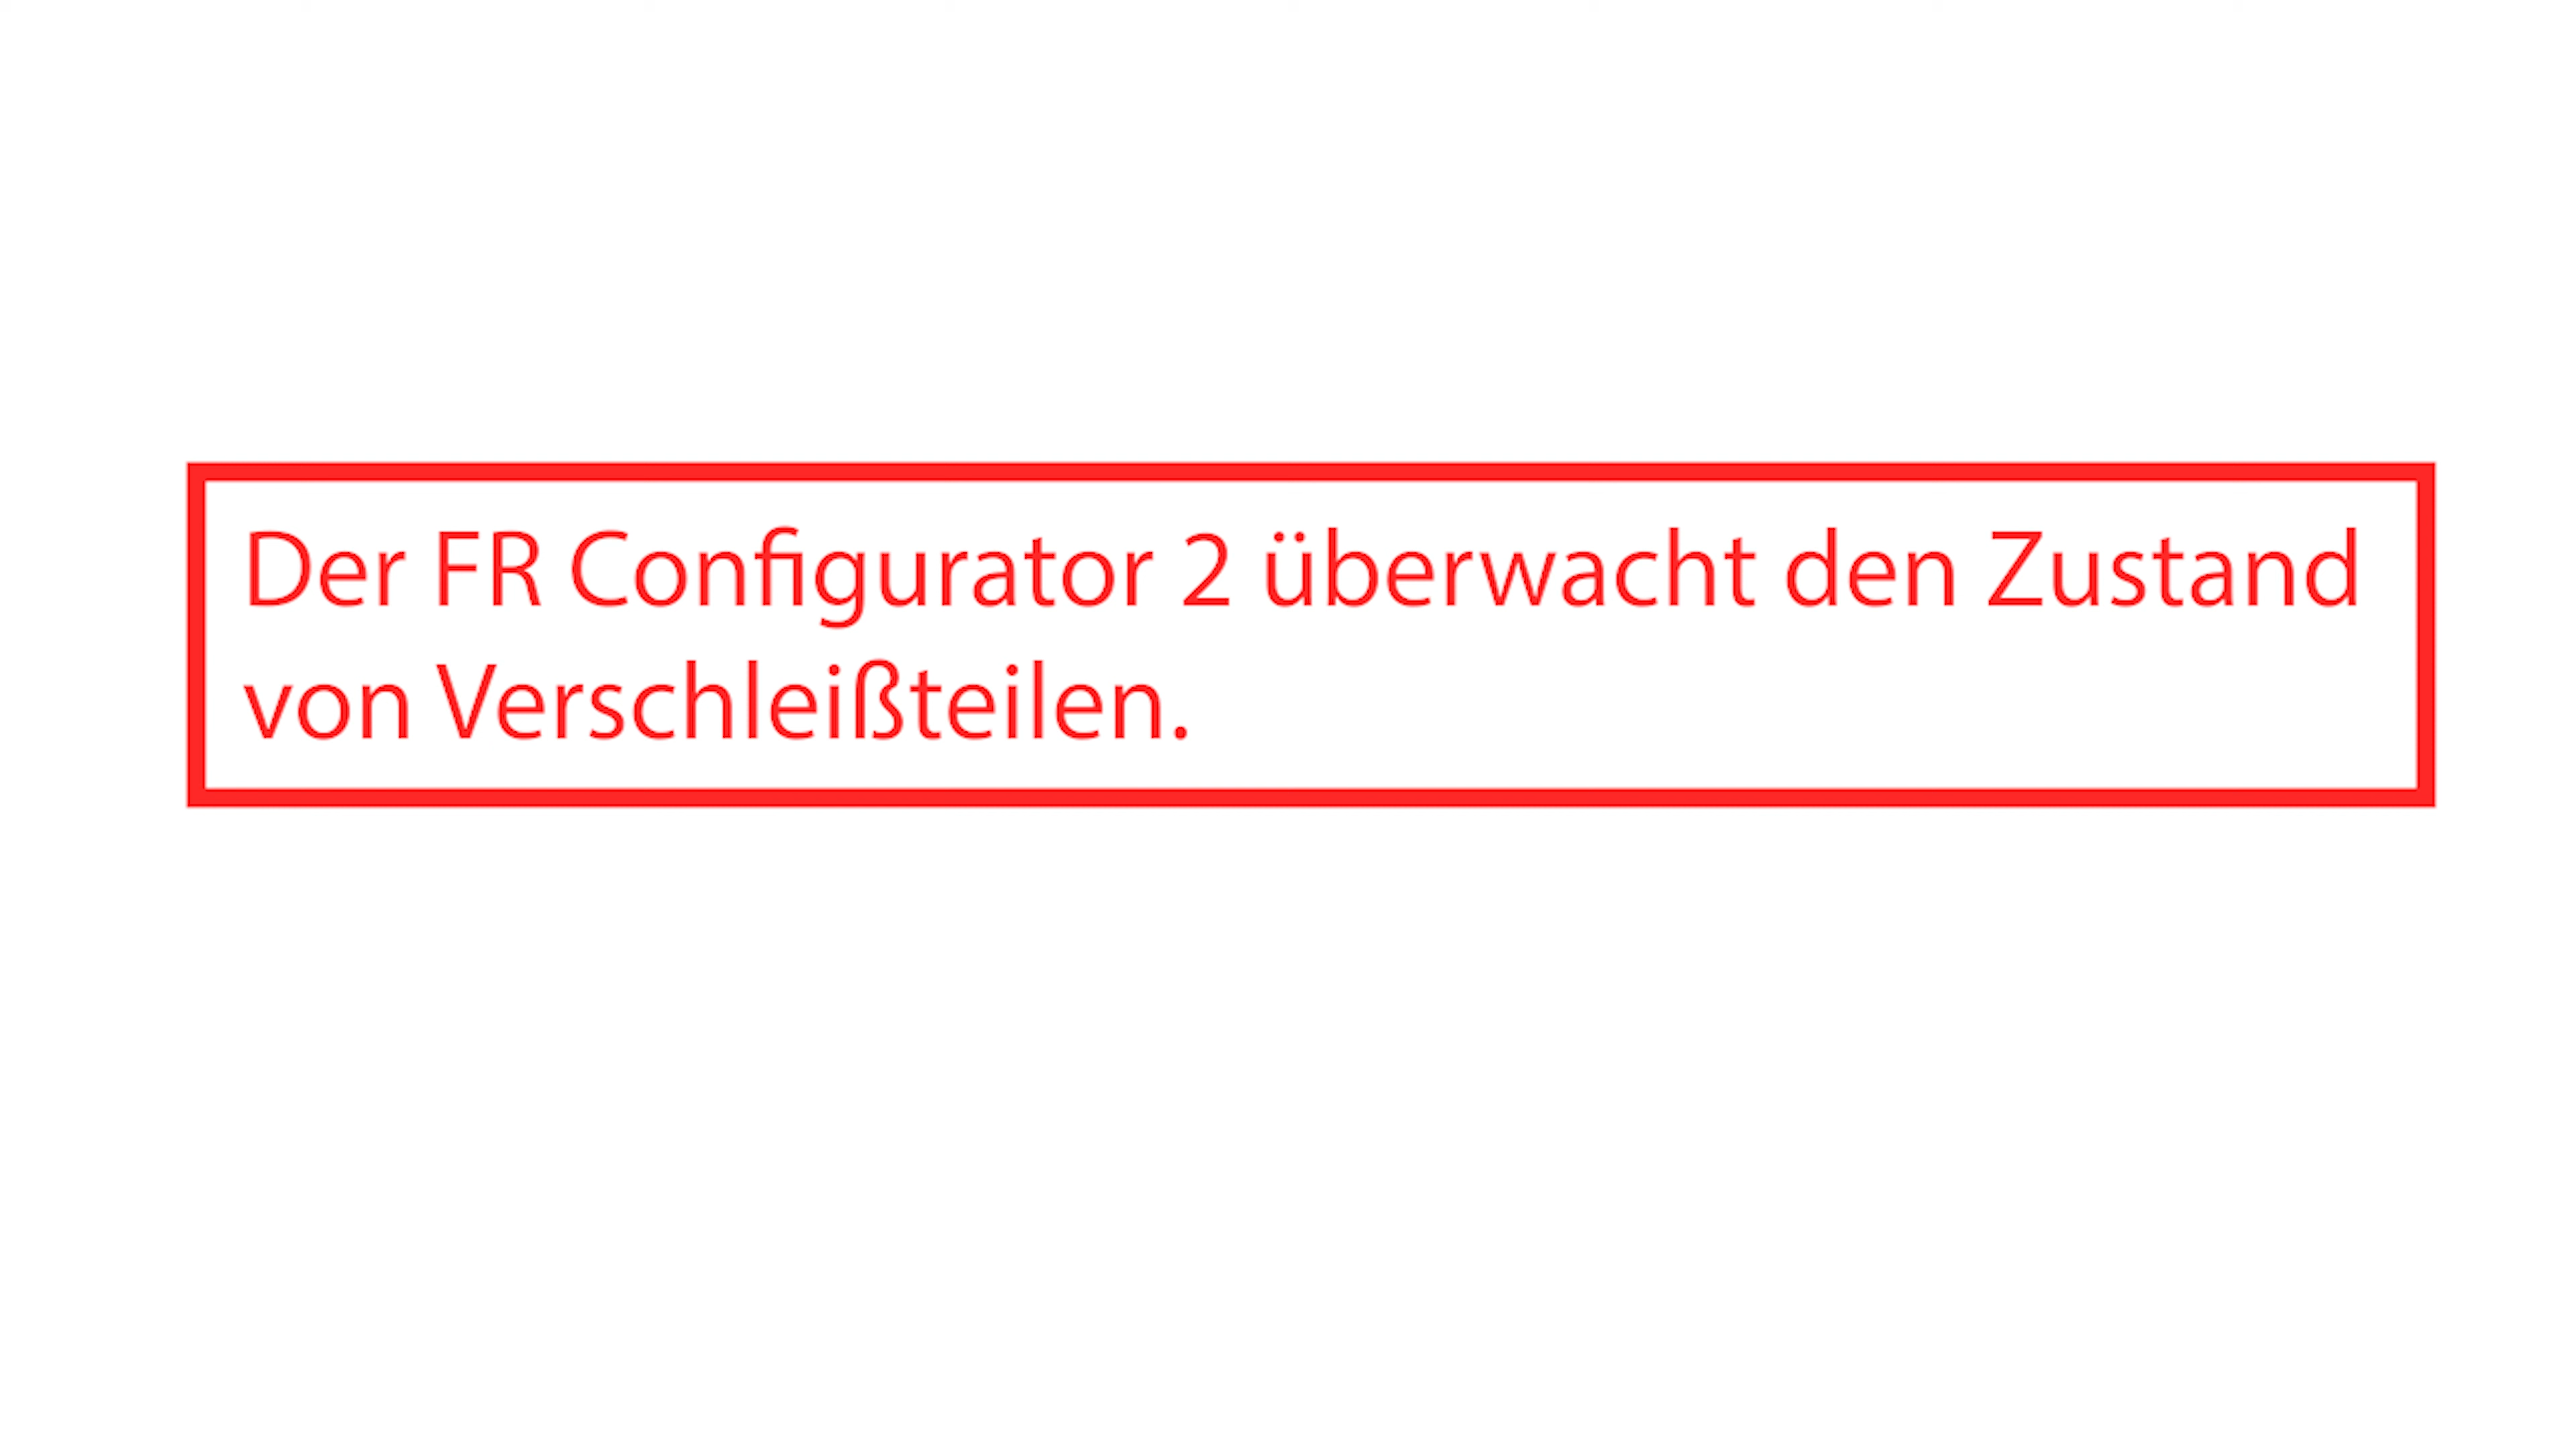 Der FR Configurator 2 überwacht den Zustand
von Verschleißteilen.